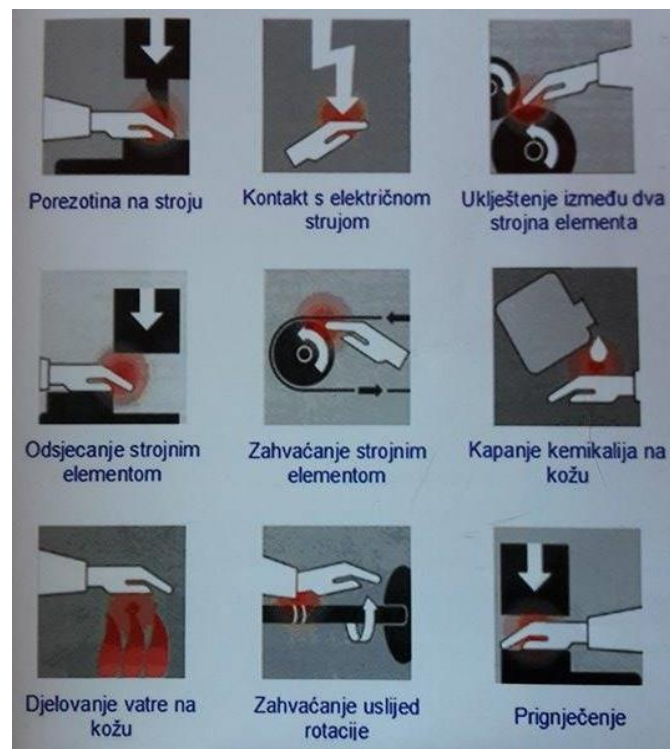 Porezotina na stroju
Kontakt s električnom
strujom
Uklještenje između dva
strojna elementa
Odsjecanje strojnim
elementom
Zahvaćanje strojnim
elementom
Kapanje kemikalija na
kožu
Djelovanje vatre na
kožu
Zahvaćanje uslijed
rotacije
Prignječenje